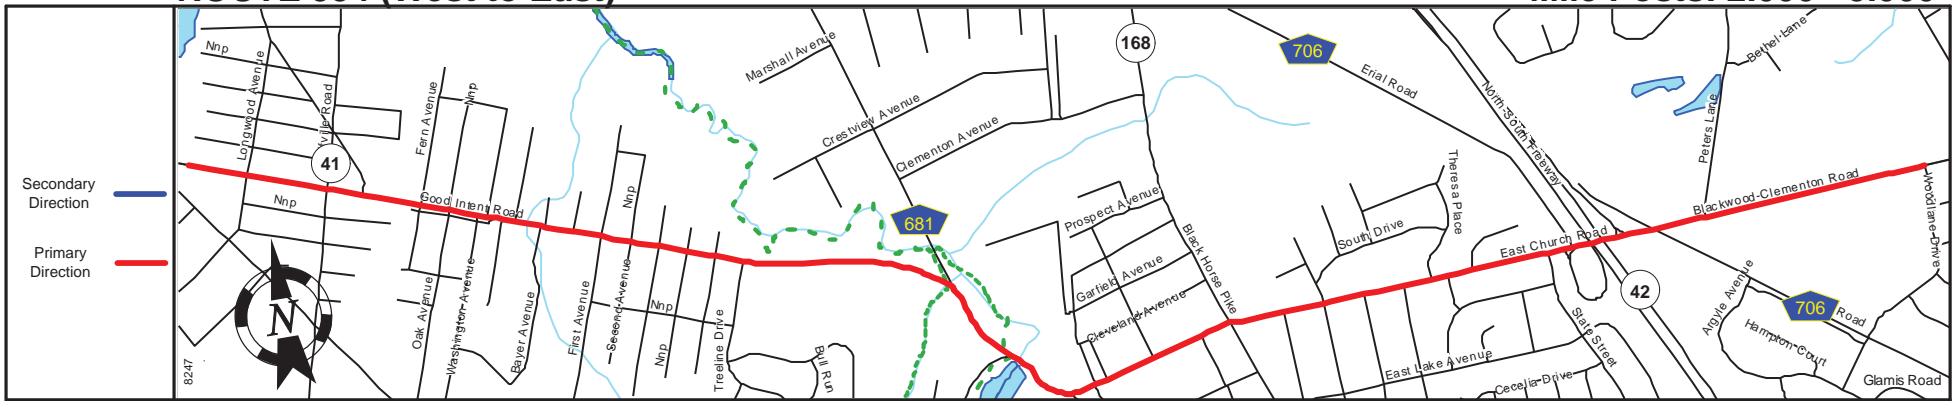 Secondary
Direction
Primary
Direction
8247
N
Nnp
Longwood Avenue
ville Road
41
Nnp
Fern Avenue
Nnp
Good Intent Road
Oak Avenue
Washington Avenue
Bayer Avenue
First Avenue
Second Avenue
Nnp
Nnp
Nnp
Treeline Drive
Bull Run
Marshall Avenue
Crestview Avenue
Clementon Avenue
681
168
Prospect Avenue
Garfield Avenue
Cleveland Avenue
Black Horse Pike
706
Erial Road
North-South Freeway
Theresa Place
South Drive
East Church Road
East Lake Avenue
Cecelia Drive
State Street
42
Bethel Lane
Peters Lane
Blackwood-Clementon Road
Woodlane Drive
Argyle Avenue
706
Road
Hampton Court
Glamis Road